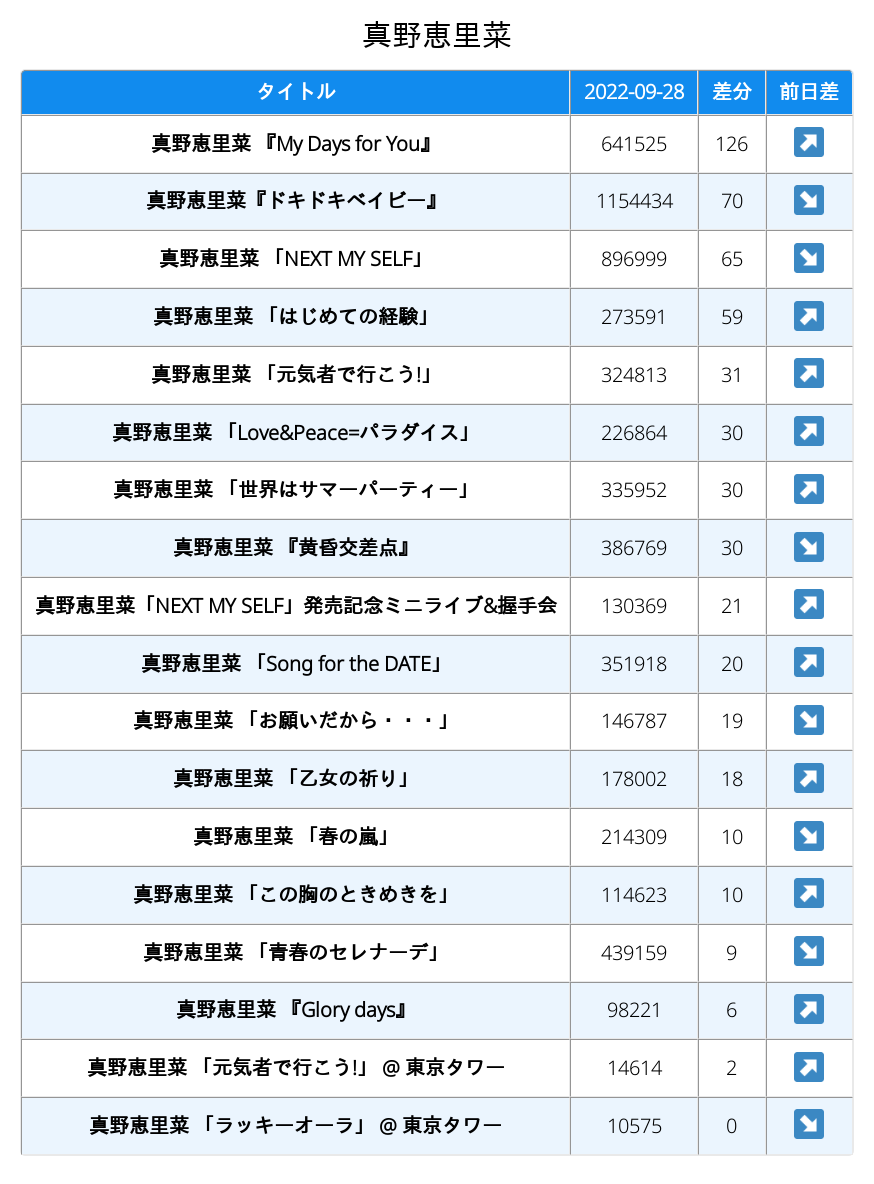 真野恵里菜
タイトル 2022-09-28 差分 前日差
真野恵里菜 『My Days for You』 641525 126 ↗
真野恵里菜『ドキドキベイビー』 1154434 70 ↘
真野恵里菜 「NEXT MY SELF」 896999 65 ↘
真野恵里菜 「はじめての経験」 273591 59 ↗
真野恵里菜 「元気者で行こう!」 324813 31 ↗
真野恵里菜 「Love&Peace=パラダイス」 226864 30 ↗
真野恵里菜 「世界はサマーパーティー」 335952 30 ↗
真野恵里菜 『黄昏交差点』 386769 30 ↘
真野恵里菜「NEXT MY SELF」発売記念ミニライブ&握手会 130369 21 ↗
真野恵里菜 「Song for the DATE」 351918 20 ↗
真野恵里菜 「お願いだから・・・」 146787 19 ↘
真野恵里菜 「乙女の祈り」 178002 18 ↗
真野恵里菜 「春の嵐」 214309 10 ↘
真野恵里菜 「この胸のときめきを」 114623 10 ↗
真野恵里菜 「青春のセレナーデ」 439159 9 ↘
真野恵里菜 『Glory days』 98221 6 ↗
真野恵里菜 「元気者で行こう!」 @ 東京タワー 14614 2 ↗
真野恵里菜 「ラッキーオーラ」 @ 東京タワー 10575 0 ↘